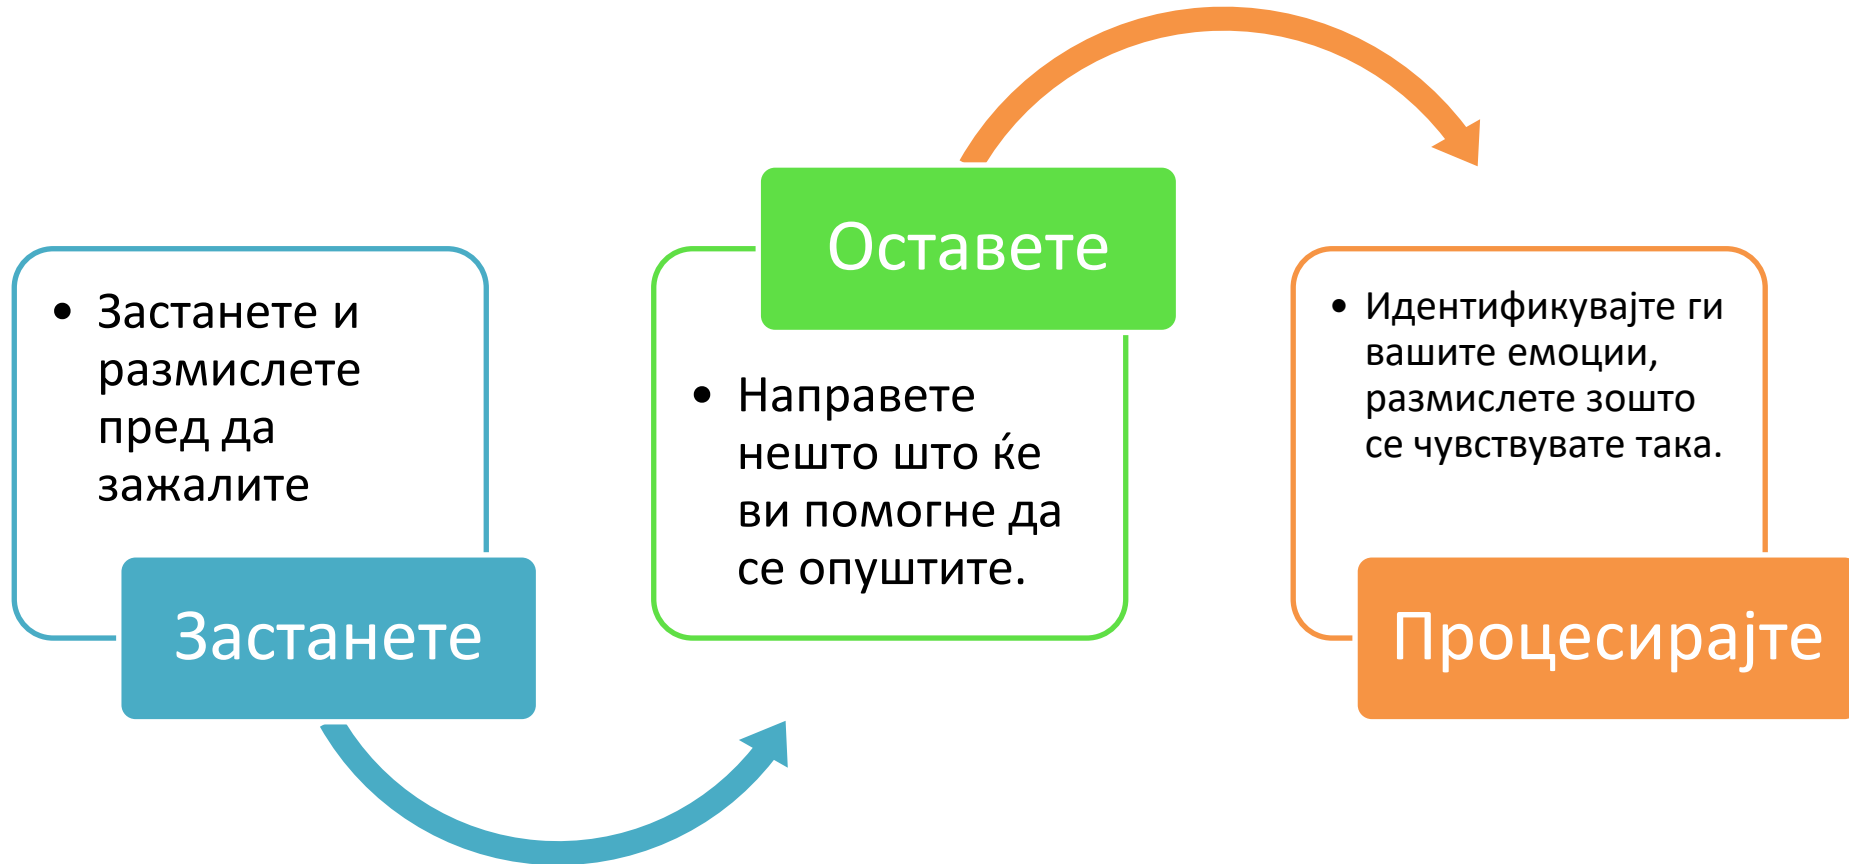 • Застанете и
размислете
пред да
зажалите
Застанете
Оставете
• Направете
нешто што ќе
ви помогне да
се опуштите.
• Идентификувајте ги
вашите емоции,
размислете зошто
се чувствувате така.
Процесирајте